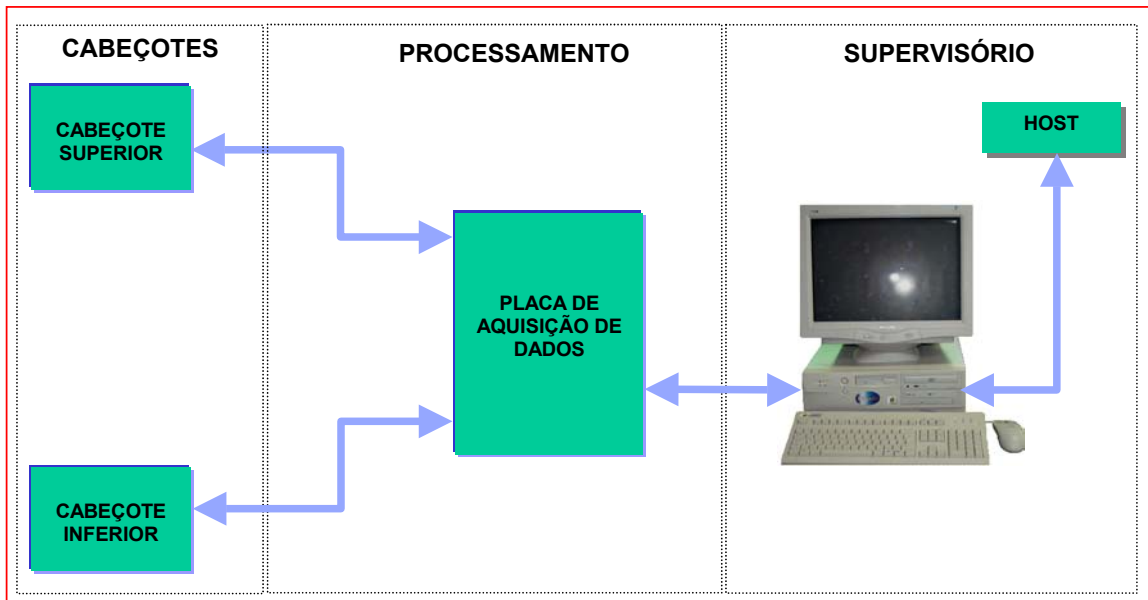 CABEÇOTES
PROCESSAMENTO
SUPERVISÓRIO
CABEÇOTE
SUPERIOR
HOST
PLACA DE
AQUISIÇÃO DE
DADOS
CABEÇOTE
INFERIOR